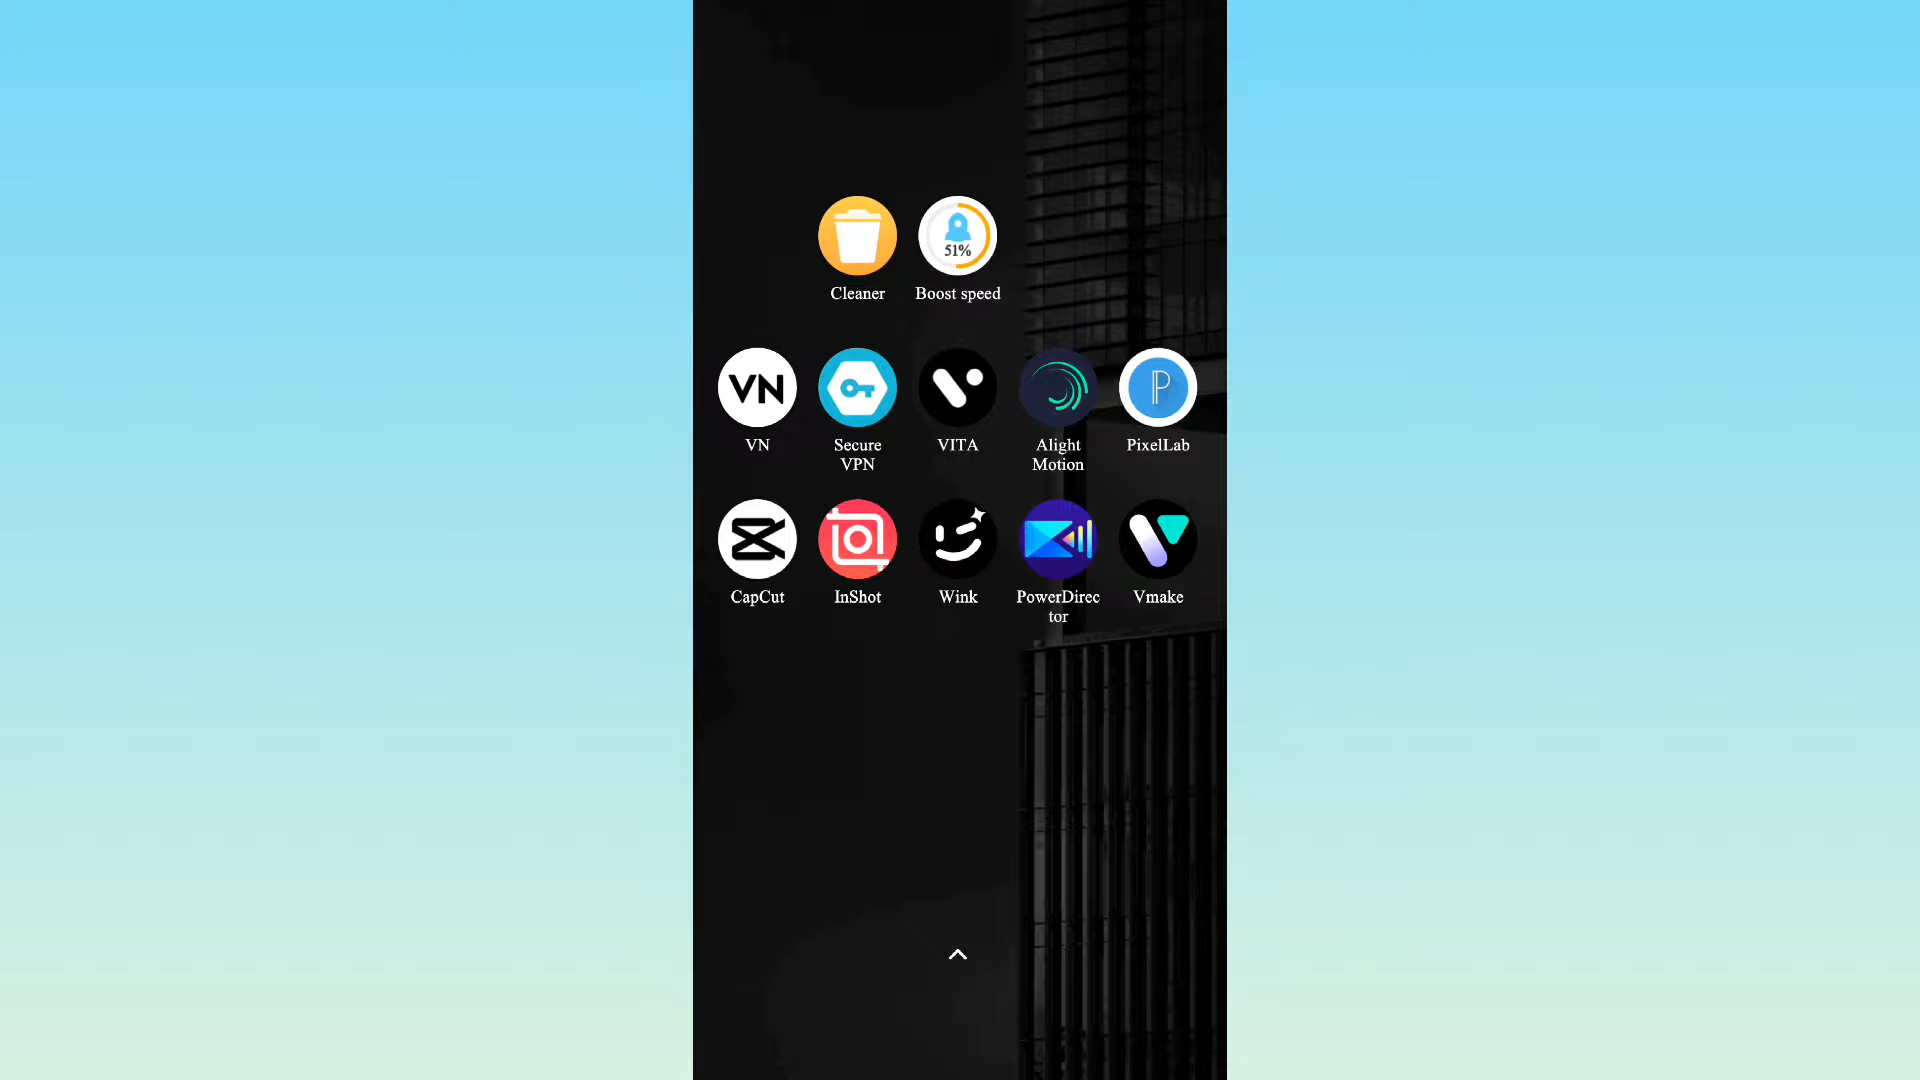 51%
Cleaner
Boost speed
VN
VN
Secure
VPN
VITA
Alight
Motion
P
PixelLab
CapCut
InShot
Wink
PowerDirec
tor
Vmake